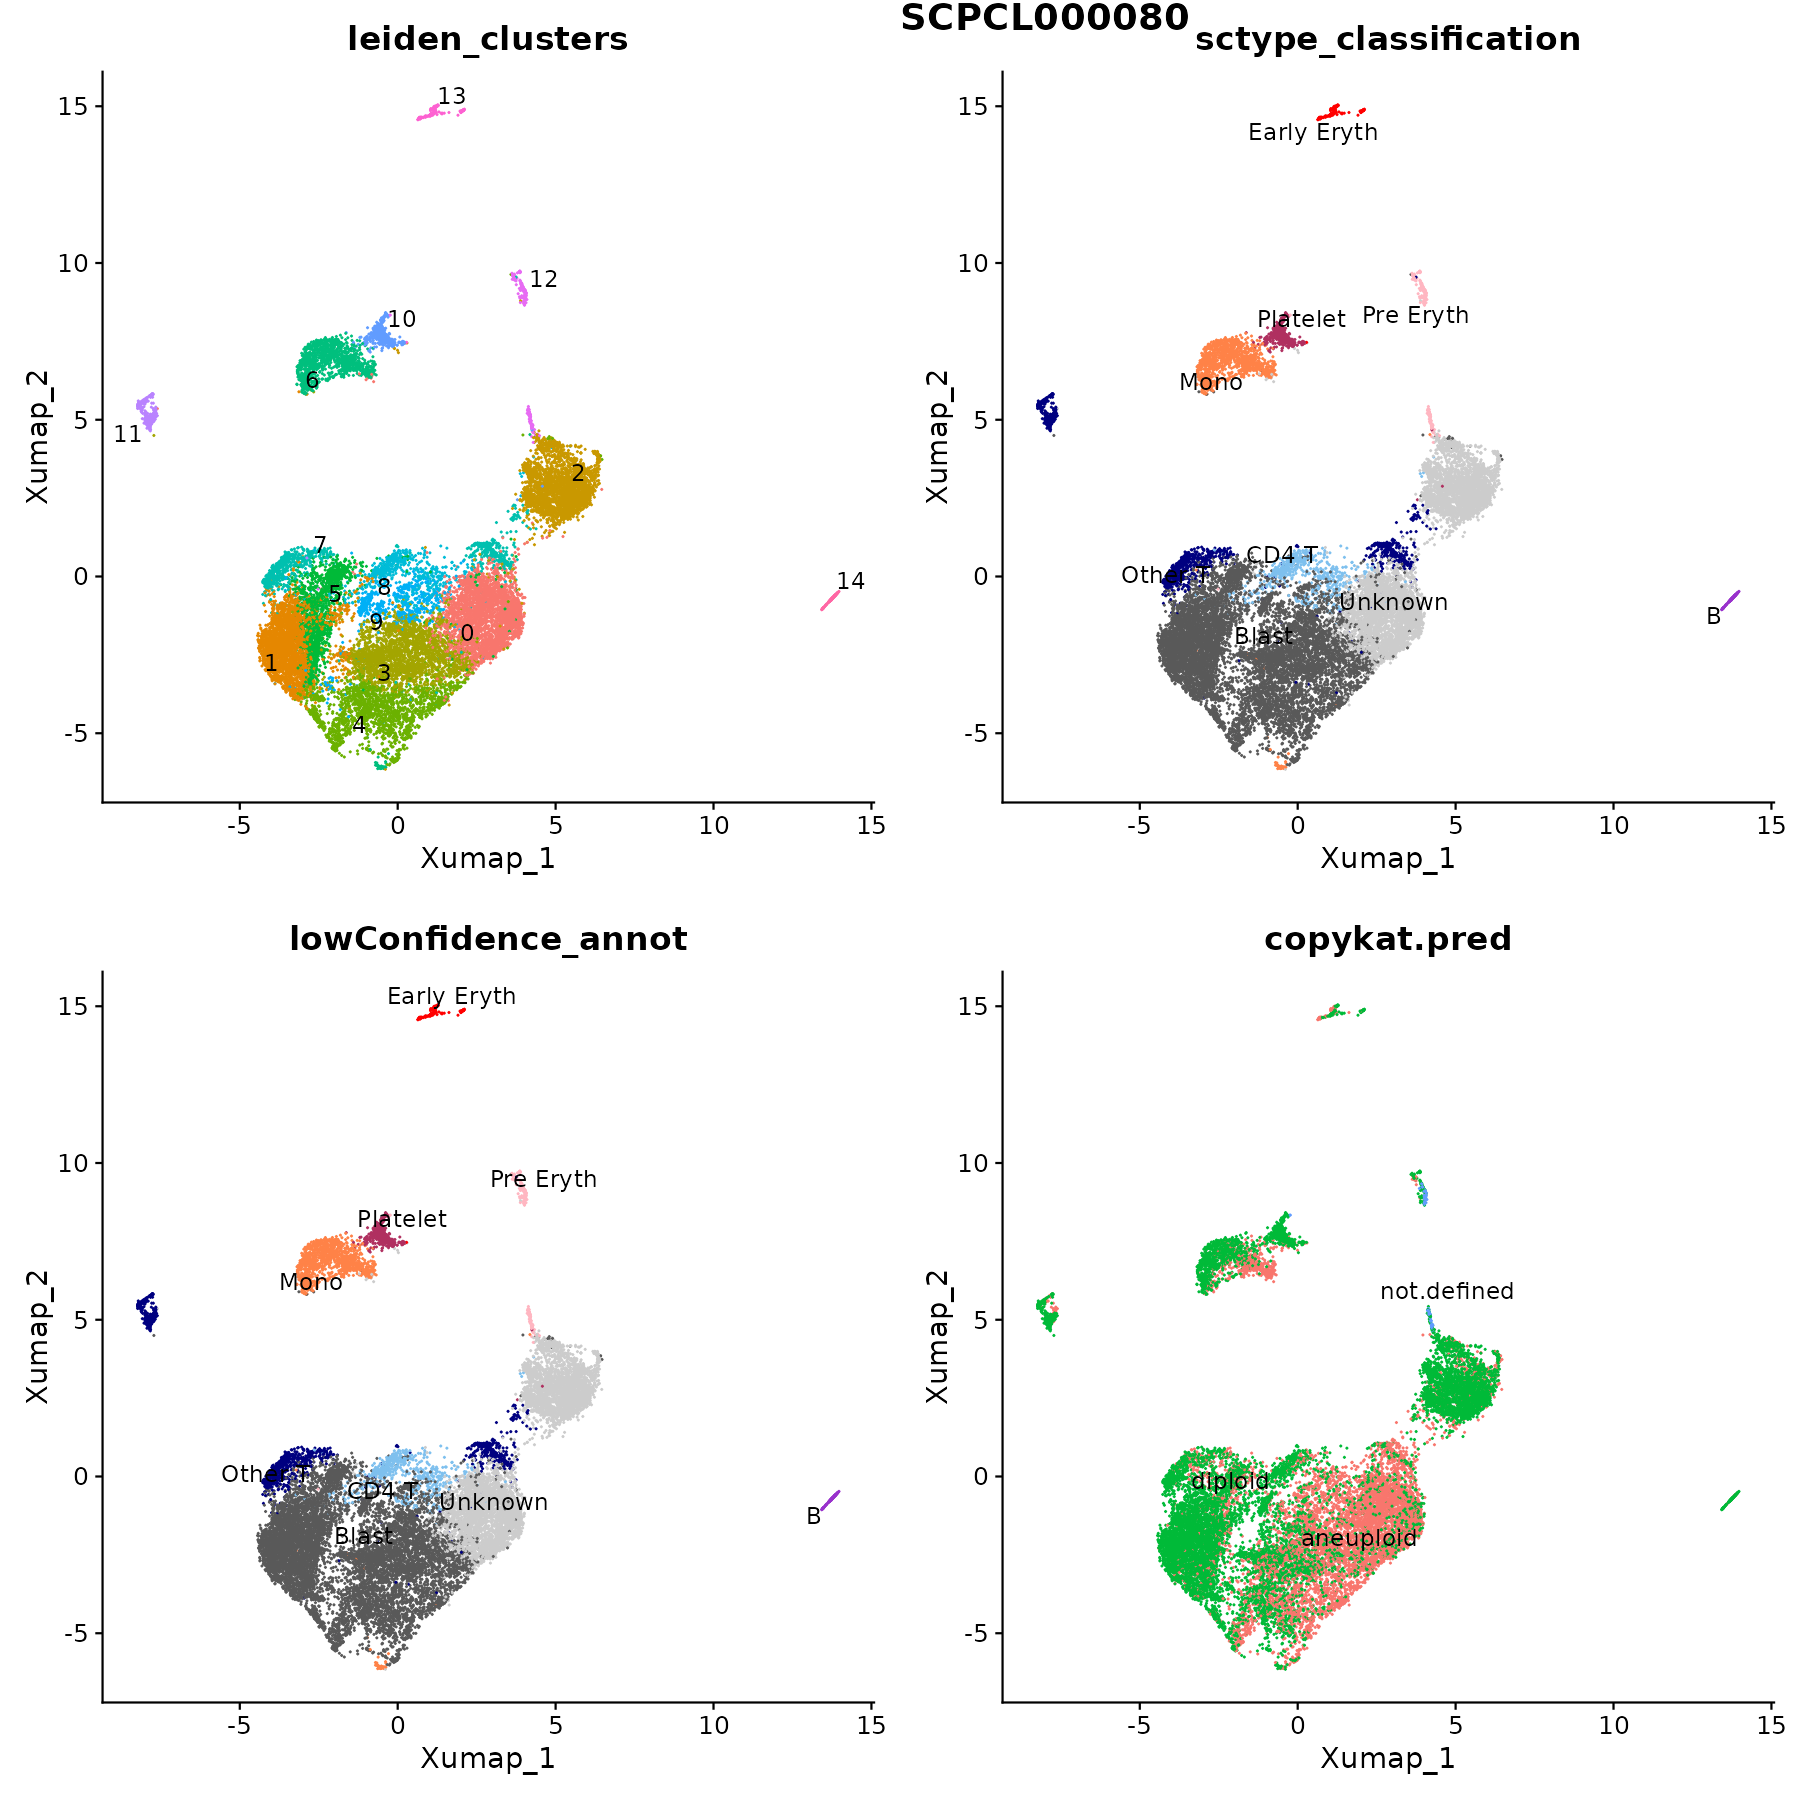 SCPCL000080
leiden_clusters
13
12
10
6
11
2
7
5
8
9
0
1
3
4
14
15
10
5
0
-5
-5
0
5
10
15
Xumap_1
Xumap_2
sctype_classification
Early Eryth
Platelet
Pre Eryth
Mono
CD4 T
Other T
Unknown
Blast
B
15
10
5
0
-5
-5
0
5
10
15
Xumap_1
Xumap_2
lowConfidence_annot
Early Eryth
Pre Eryth
Platelet
Mono
Other T
CD4 T
Unknown
Blast
B
15
10
5
0
-5
-5
0
5
10
15
Xumap_1
Xumap_2
copykat.pred
not.defined
diploid
aneuploid
15
10
5
0
-5
-5
0
5
10
15
Xumap_1
Xumap_2